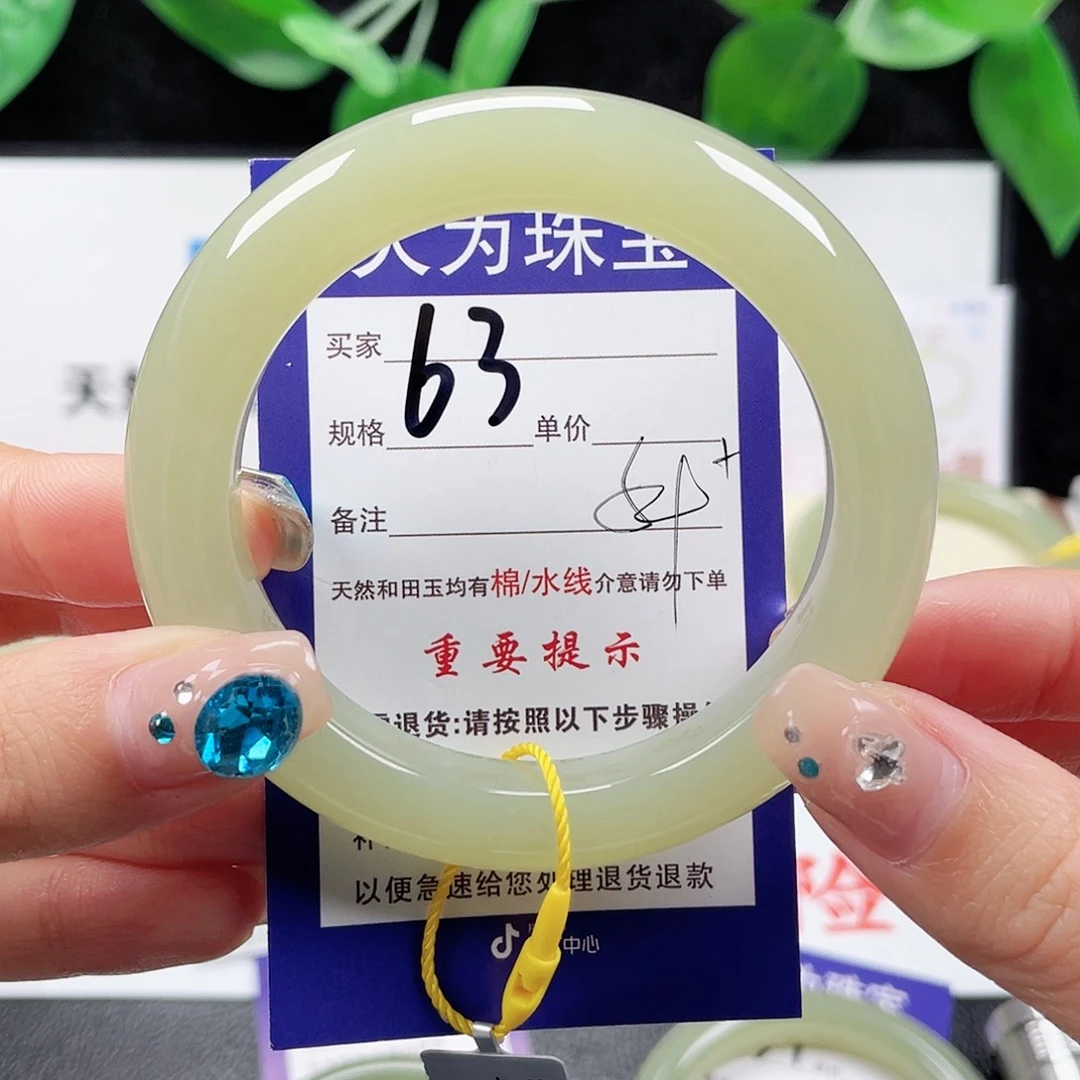 为珠宝
买家
63
规格 单价
备注
天然和田玉均有棉/水线介意请勿下单
重要提示
退货:请按照以下步骤操
以便急速给您处理退货退款
中心
天